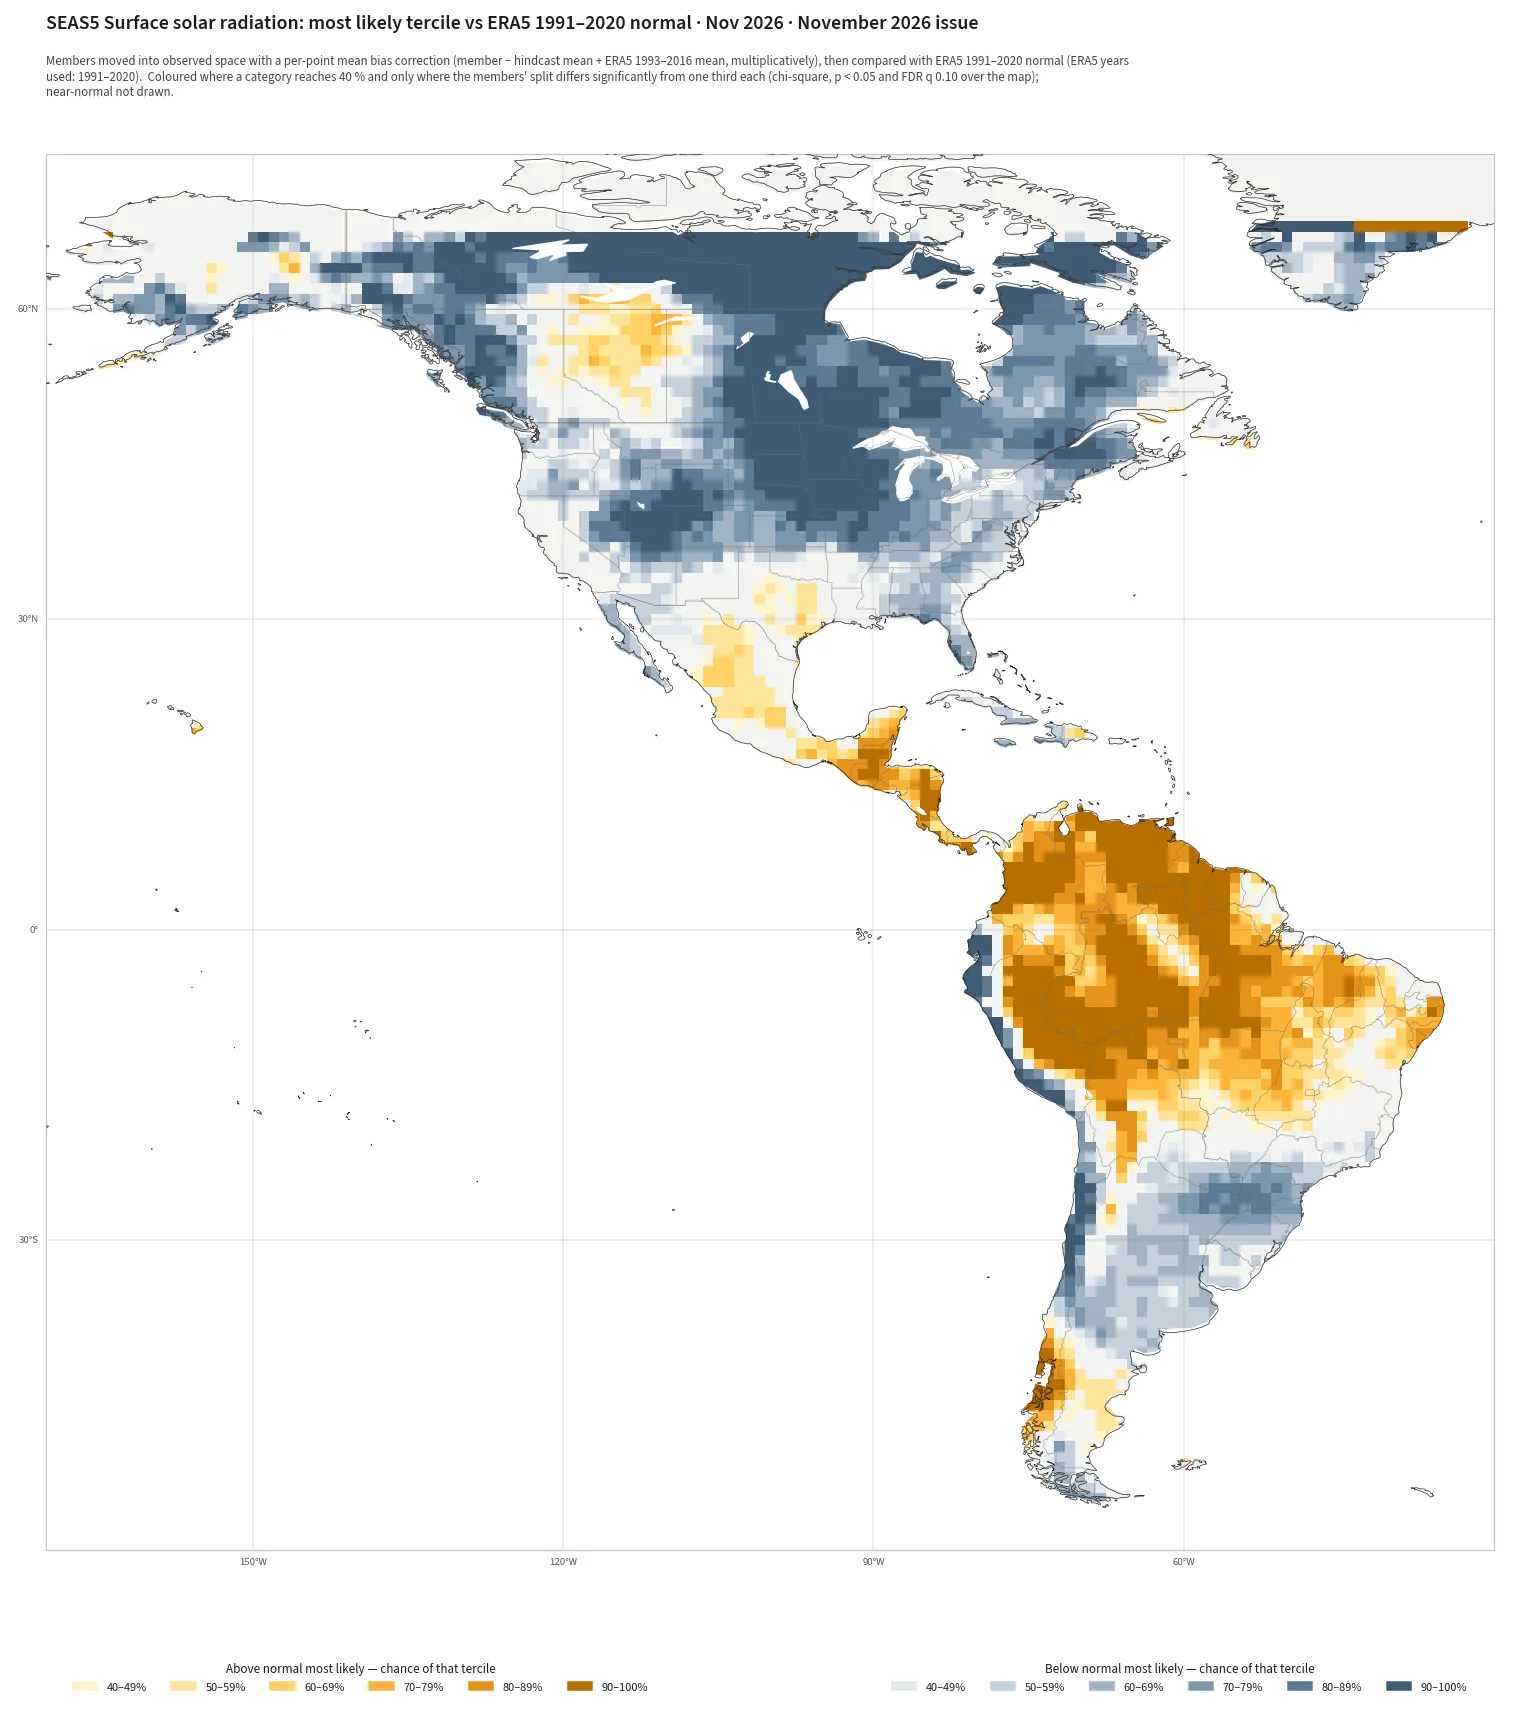 SEAS5 Surface solar radiation: most likely tercile vs ERA5 1991–2020 normal · Nov 2026 · November 2026 issue
Members moved into observed space with a per-point mean bias correction (member − hindcast mean + ERA5 1993–2016 mean, multiplicatively), then compared with ERA5 1991–2020 normal (ERA5 years
used: 1991–2020).  Coloured where a category reaches 40 % and only where the members' split differs significantly from one third each (chi-square, p < 0.05 and FDR q 0.10 over the map);
near-normal not drawn.
60°N
30°N
0°
30°S
150°W
120°W
90°W
60°W
Above normal most likely — chance of that tercile
40–49%
50–59%
60–69%
70–79%
80–89%
90–100%
Below normal most likely — chance of that tercile
40–49%
50–59%
60–69%
70–79%
80–89%
90–100%